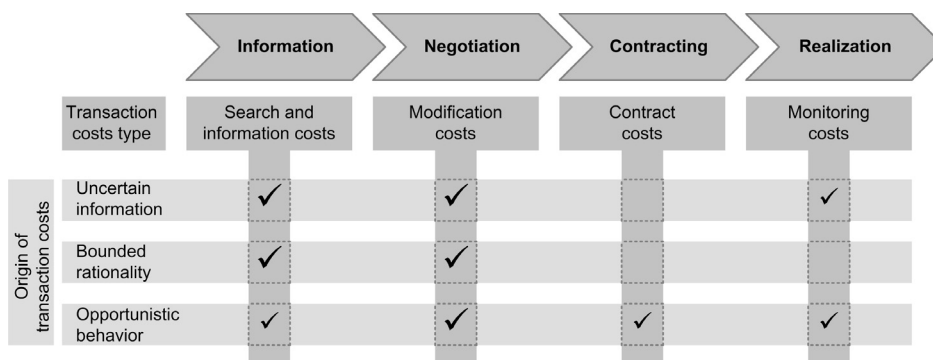 Information
Negotiation
Contracting
Realization
Transaction
costs type
Search and
information costs
Modification
costs
Contract
costs
Monitoring
costs
Origin of
transaction costs
Uncertain
information
Bounded
rationality
Opportunistic
behavior